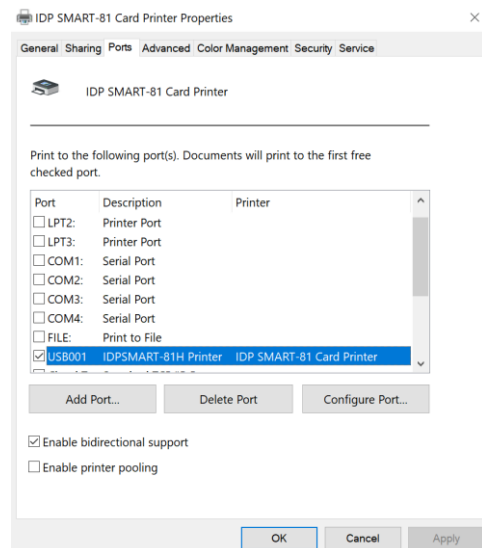 IDP SMART-81 Card Printer Properties
General Sharing Ports Advanced Color Management Security Service
IDP SMART-81 Card Printer
Print to the following port(s). Documents will print to the first free
checked port.
Port Description Printer
LPT2: Printer Port
LPT3: Printer Port
COM1: Serial Port
COM2: Serial Port
COM3: Serial Port
COM4: Serial Port
FILE: Print to File
USB001 IDPSMART-81H Printer IDP SMART-81 Card Printer
Add Port... Delete Port Configure Port...
Enable bidirectional support
Enable printer pooling
OK Cancel Apply